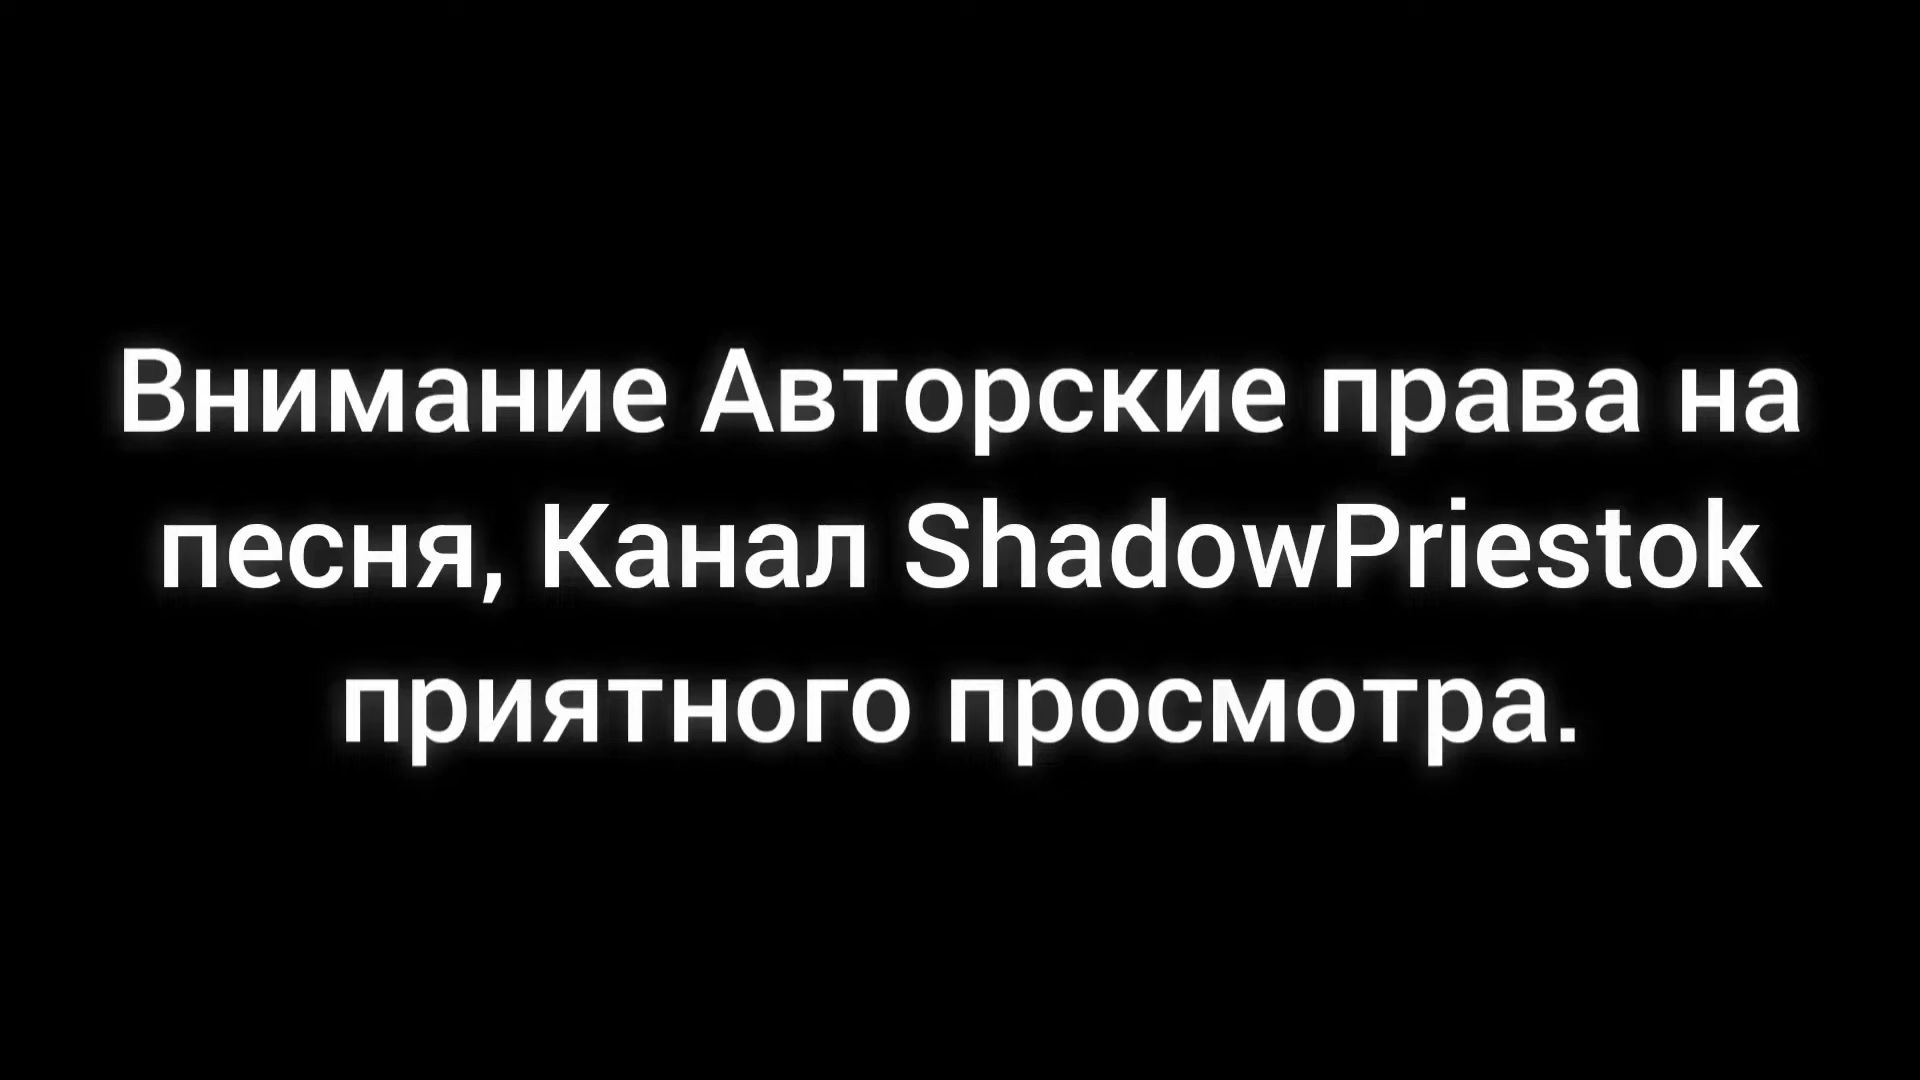 Внимание Авторские права на
песня, Канал ShadowPriestok
приятного просмотра.